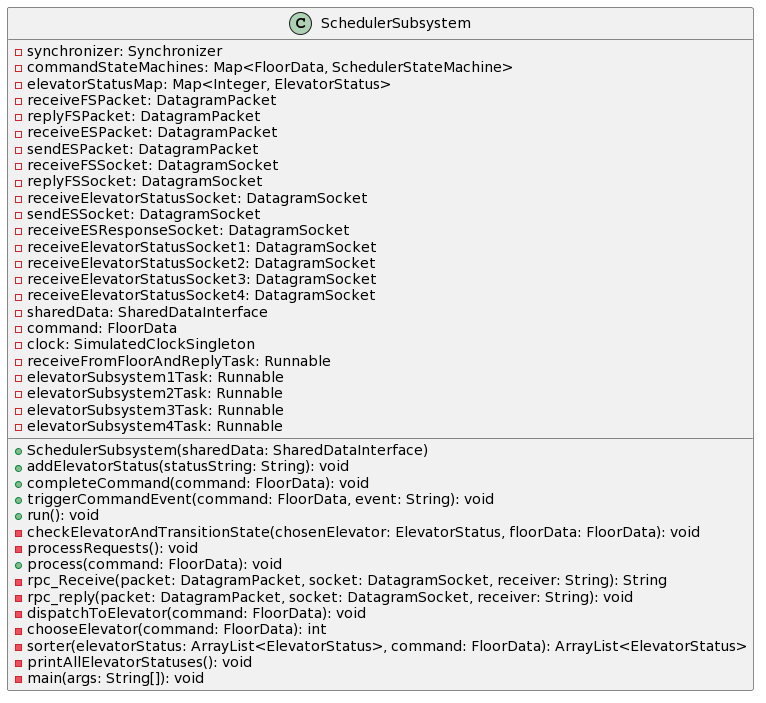 C SchedulerSubsystem
synchronizer: Synchronizer
commandStateMachines: Map<FloorData, SchedulerStateMachine>
elevatorStatusMap: Map<Integer, ElevatorStatus>
receiveFSPacket: DatagramPacket
replyFSPacket: DatagramPacket
receiveESPacket: DatagramPacket
sendESPacket: DatagramPacket
receiveFSSocket: DatagramSocket
replyFSSocket: DatagramSocket
receiveElevatorStatusSocket: DatagramSocket
sendESSocket: DatagramSocket
receiveESResponseSocket: DatagramSocket
receiveElevatorStatusSocket1: DatagramSocket
receiveElevatorStatusSocket2: DatagramSocket
receiveElevatorStatusSocket3: DatagramSocket
receiveElevatorStatusSocket4: DatagramSocket
sharedData: SharedDataInterface
command: FloorData
clock: SimulatedClockSingleton
receiveFromFloorAndReplyTask: Runnable
elevatorSubsystem1Task: Runnable
elevatorSubsystem2Task: Runnable
elevatorSubsystem3Task: Runnable
elevatorSubsystem4Task: Runnable
SchedulerSubsystem(sharedData: SharedDataInterface)
addElevatorStatus(statusString: String): void
completeCommand(command: FloorData): void
triggerCommandEvent(command: FloorData, event: String): void
run(): void
checkElevatorAndTransitionState(chosenElevator: ElevatorStatus, floorData: FloorData): void
processRequests(): void
process(command: FloorData): void
rpc_Receive(packet: DatagramPacket, socket: DatagramSocket, receiver: String): String
rpc_reply(packet: DatagramPacket, socket: DatagramSocket, receiver: String): void
dispatchToElevator(command: FloorData): void
chooseElevator(command: FloorData): int
sorter(elevatorStatus: ArrayList<ElevatorStatus>, command: FloorData): ArrayList<ElevatorStatus>
printAllElevatorStatuses(): void
main(args: String[]): void